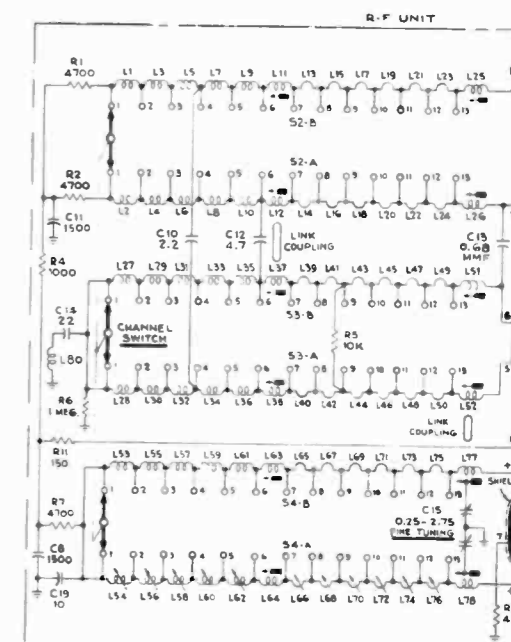 R-F UNIT
R1
4700
L1 L3 L5 L7 L9 L11 L13 L15 L17 L19 L21 L23 L25
1 2 3 4 5 6 7 8 9 10 11 12 13
S2-B
S2-A
1 2 3 4 5 6 7 8 9 10 11 12 13
R2
4700
L2 L4 L6 L8 L10 L12 L14 L16 L18 L20 L22 L24 L26
C11
1500
C10
2.2
C12
4.7
LINK
COUPLING
C13
0.68
MMF
R4
1000
L27 L29 L31 L33 L35 L37 L39 L41 L43 L45 L47 L49 L51
1 2 3 4 5 6 7 8 9 10 11 12 13
S3-B
22
L80
CHANNEL
SWITCH
R5
10K
6
S3-A
1 2 3 4 5 6 7 8 9 10 11 12 13
5
R6
1 MEG.
L28 L30 L32 L34 L36 L38 L40 L42 L44 L46 L48 L50 L52
LINK
COUPLING
R11
150
L53 L55 L57 L59 L61 L63 L65 L67 L69 L71 L73 L75 L77
1 2 3 4 5 6 7 8 9 10 11 12 13
SHIEL
R7
4700
S4-B
C15
0.25-2.75
FINE TUNING
S4-A
7
C8
1500
1 2 3 4 5 6 7 8 9 10 11 12 13
C19
10
L54 L56 L58 L60 L62 L64 L66 L68 L70 L72 L74 L76 L78
R
4